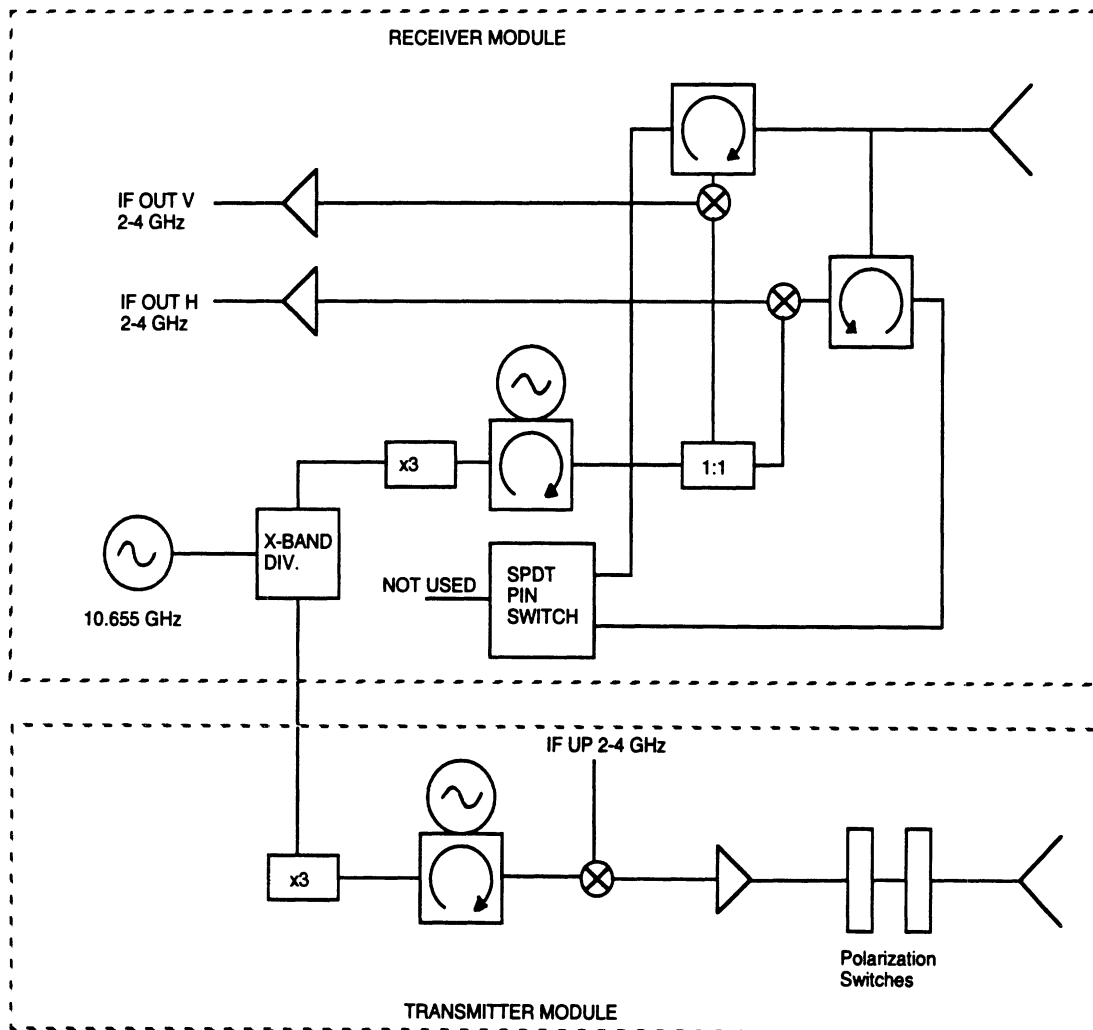 RECEIVER MODULE
IF OUT V
2-4 GHz
IF OUT H
2-4 GHz
x3
1:1
X-BAND
DIV.
10.655 GHz
NOT USED
SPDT
PIN
SWITCH
IF UP 2-4 GHz
x3
Polarization
Switches
TRANSMITTER MODULE